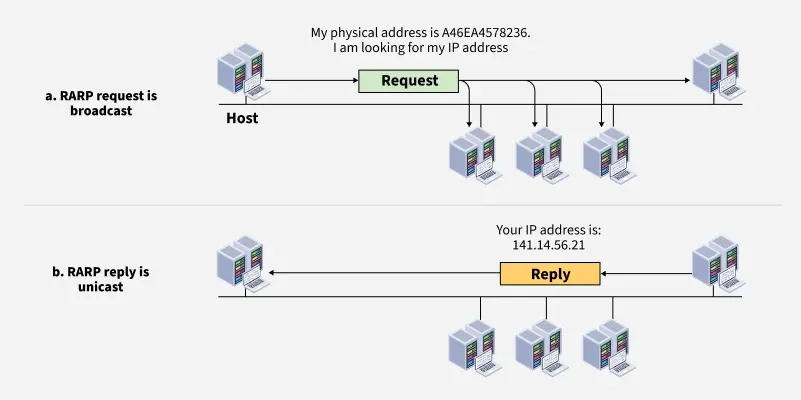 My physical address is A46EA4578236.
I am looking for my IP address
Request
a. RARP request is
broadcast
Host
Your IP address is:
141.14.56.21
b. RARP reply is
unicast
Reply